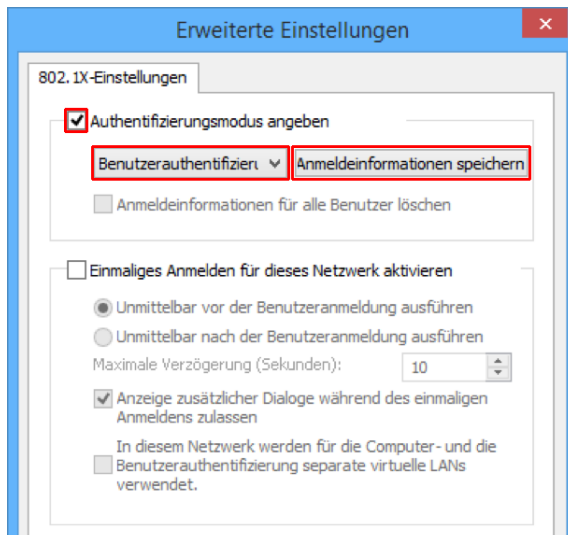 Erweiterte Einstellungen
802.1X-Einstellungen
Authentifizierungsmodus angeben
Benutzerauthentifizieru Anmeldeinformationen speichern
Anmeldeinformationen für alle Benutzer löschen
Einmaliges Anmelden für dieses Netzwerk aktivieren
Unmittelbar vor der Benutzeranmeldung ausführen
Unmittelbar nach der Benutzeranmeldung ausführen
Maximale Verzögerung (Sekunden): 10
Anzeige zusätzlicher Dialoge während des einmaligen
Anmeldens zulassen
In diesem Netzwerk werden für die Computer- und die
Benutzerauthentifizierung separate virtuelle LANs
verwendet.